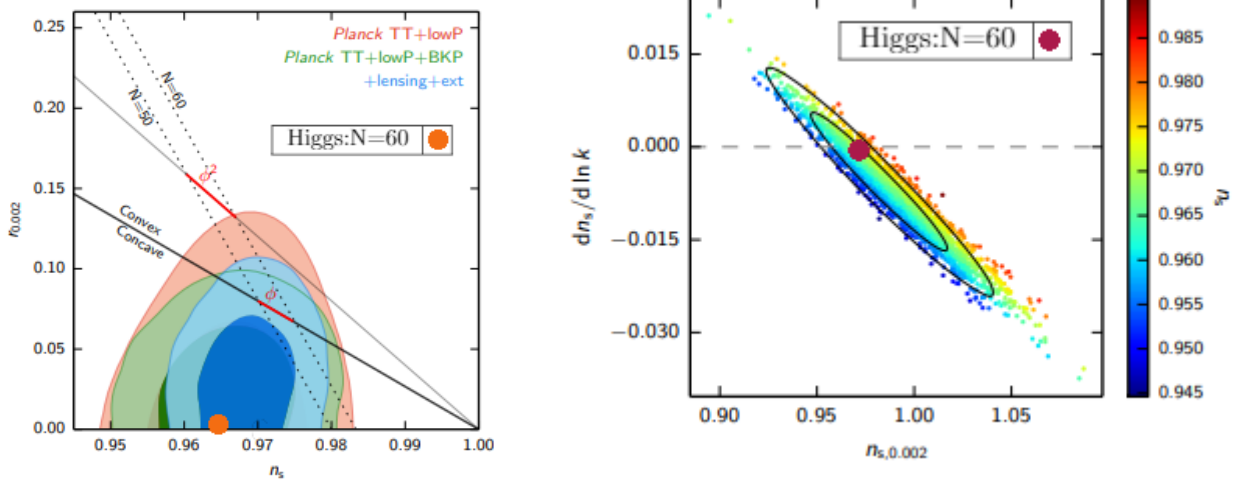 0.25
0.20
0.15
0.10
0.05
0.00
r0.002
0.95
0.96
0.97
0.98
0.99
1.00
ns
Planck TT+lowP
Planck TT+lowP+BKP
+lensing+ext
Higgs:N=60
N=50
N=60
ϕ²
Convex
Concave
ϕ
0.015
0.000
−0.015
−0.030
dns/d ln k
0.90
0.95
1.00
1.05
ns,0.002
Higgs:N=60
0.985
0.980
0.975
0.970
0.965
0.960
0.955
0.950
0.945
ns